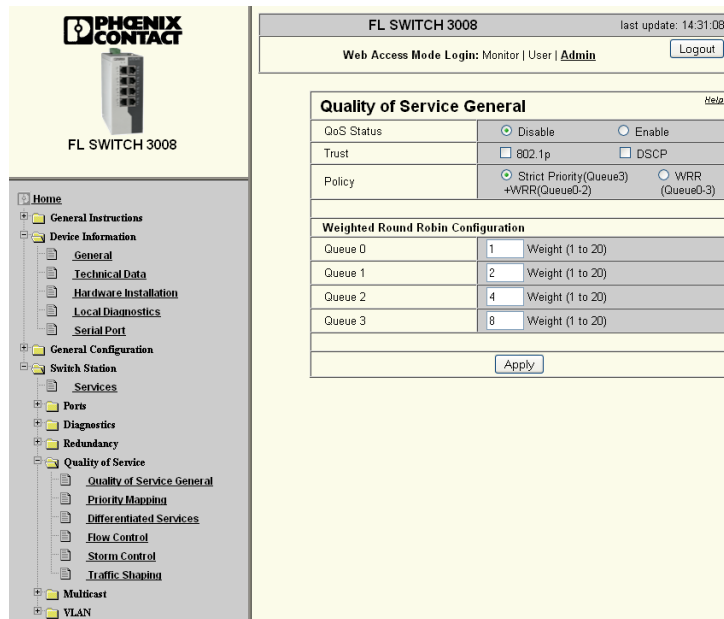 PHŒNIX
CONTACT
FL SWITCH 3008
Home
General Instructions
Device Information
General
Technical Data
Hardware Installation
Local Diagnostics
Serial Port
General Configuration
Switch Station
Services
Ports
Diagnostics
Redundancy
Quality of Service
Quality of Service General
Priority Mapping
Differentiated Services
Flow Control
Storm Control
Traffic Shaping
Multicast
VLAN
FL SWITCH 3008 last update: 14:31:08
Web Access Mode Login: Monitor | User | Admin Logout
Quality of Service General Help
QoS Status Disable Enable
Trust 802.1p DSCP
Policy Strict Priority(Queue3) WRR
+WRR(Queue0-2) (Queue0-3)
Weighted Round Robin Configuration
Queue 0 1 Weight (1 to 20)
Queue 1 2 Weight (1 to 20)
Queue 2 4 Weight (1 to 20)
Queue 3 8 Weight (1 to 20)
Apply